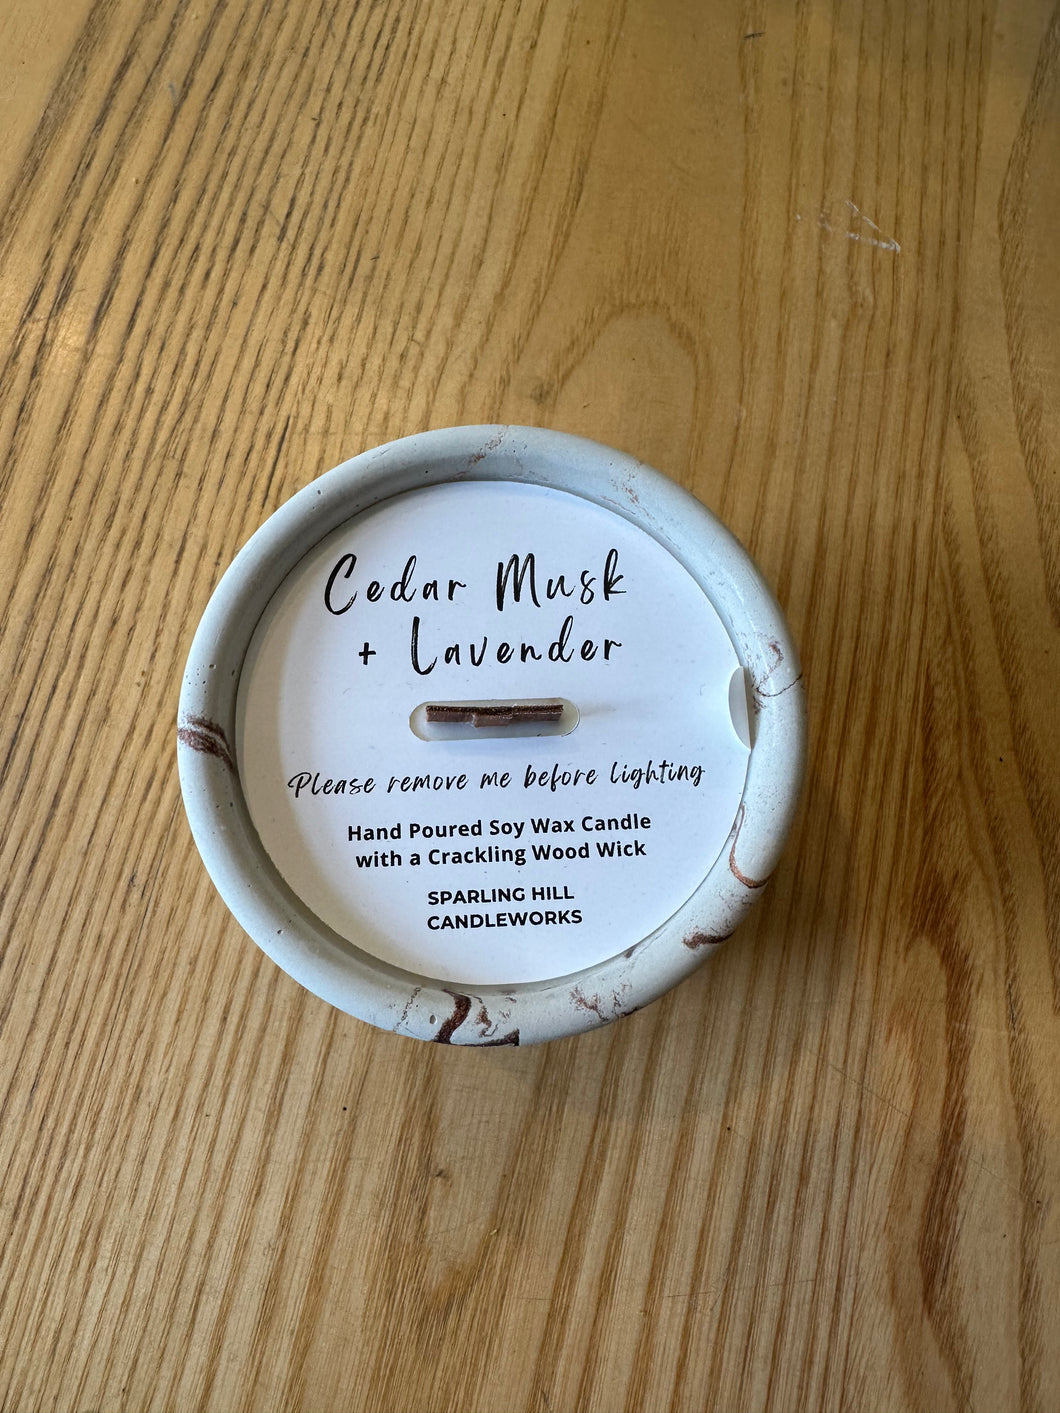 Cedar Musk
+ Lavender
Please remove me before lighting
Hand Poured Soy Wax Candle
with a Crackling Wood Wick
SPARLING HILL
CANDLEWORKS